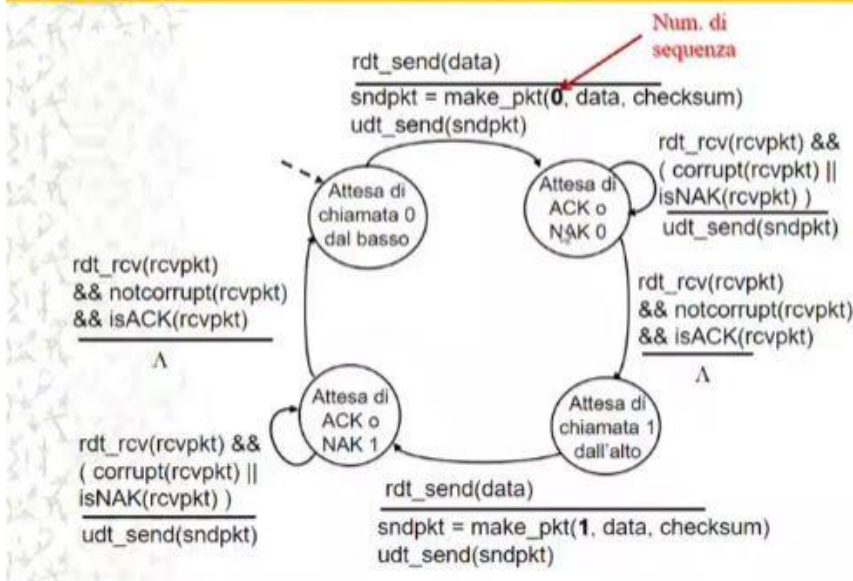 Num. di
sequenza
rdt_send(data)
sndpkt = make_pkt(0, data, checksum)
udt_send(sndpkt)
rdt_rcv(rcvpkt) &&
( corrupt(rcvpkt) ||
isNAK(rcvpkt) )
udt_send(sndpkt)
Attesa di
chiamata 0
dal basso
Attesa di
ACK o
NAK 0
rdt_rcv(rcvpkt)
&& notcorrupt(rcvpkt)
&& isACK(rcvpkt)
Λ
rdt_rcv(rcvpkt)
&& notcorrupt(rcvpkt)
&& isACK(rcvpkt)
Λ
Attesa di
ACK o
NAK 1
Attesa di
chiamata 1
dall'alto
rdt_rcv(rcvpkt) &&
( corrupt(rcvpkt) ||
isNAK(rcvpkt) )
udt_send(sndpkt)
rdt_send(data)
sndpkt = make_pkt(1, data, checksum)
udt_send(sndpkt)